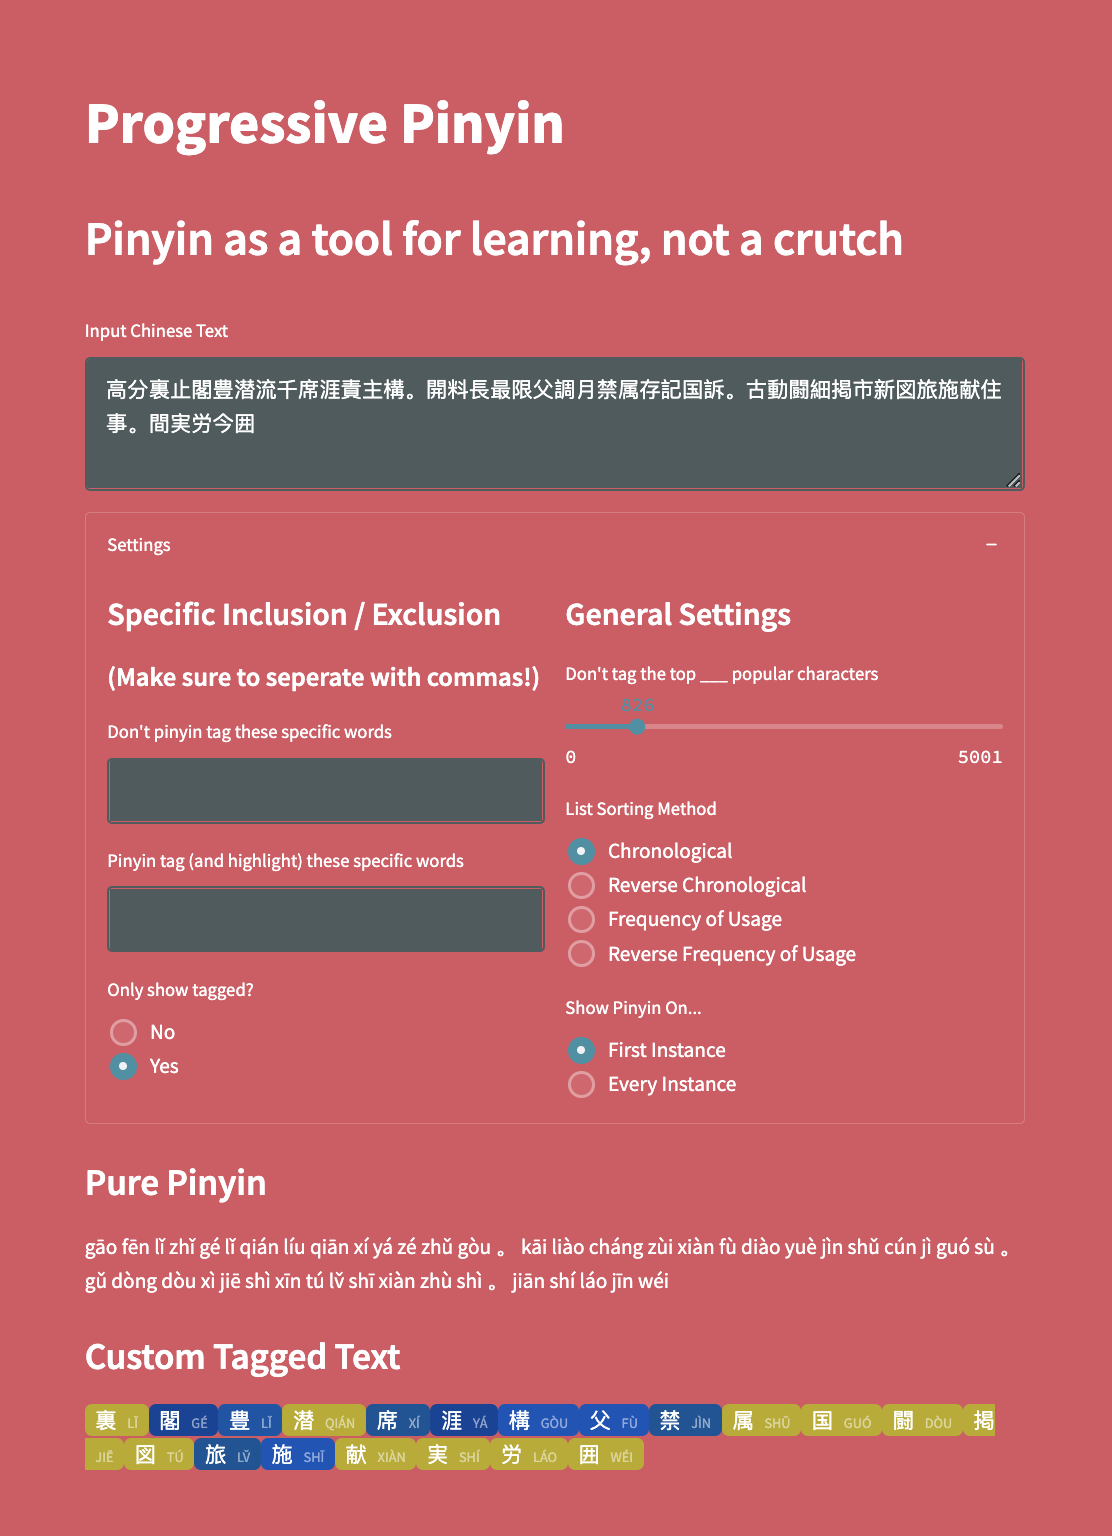 Progressive Pinyin
Pinyin as a tool for learning, not a crutch
Input Chinese Text
高分裏止閣豊潜流千席涯責主構。開料長最限父調月禁属存記国訴。古動闘細掲市新図旅施献住
事。間実労今囲
Settings
Specific Inclusion / Exclusion
(Make sure to seperate with commas!)
Don't pinyin tag these specific words
Pinyin tag (and highlight) these specific words
Only show tagged?
No
Yes
General Settings
Don't tag the top ___ popular characters
826
0 5001
List Sorting Method
Chronological
Reverse Chronological
Frequency of Usage
Reverse Frequency of Usage
Show Pinyin On...
First Instance
Every Instance
Pure Pinyin
gāo fēn lǐ zhǐ gé lǐ qián líu qiān xí yá zé zhǔ gòu 。 kāi liào cháng zùi xiàn fù diào yuè jìn shǔ cún jì guó sù 。
gǔ dòng dòu xì jiē shì xīn tú lǚ shī xiàn zhù shì 。 jiān shí láo jīn wéi
Custom Tagged Text
裏 LǏ 閣 GÉ 豊 LǏ 潜 QIÁN 席 XÍ 涯 YÁ 構 GÒU 父 FÙ 禁 JÌN 属 SHǓ 国 GUÓ 闘 DÒU 掲
JIĒ 図 TÚ 旅 LǙ 施 SHĪ 献 XIÀN 実 SHÍ 労 LÁO 囲 WÉI